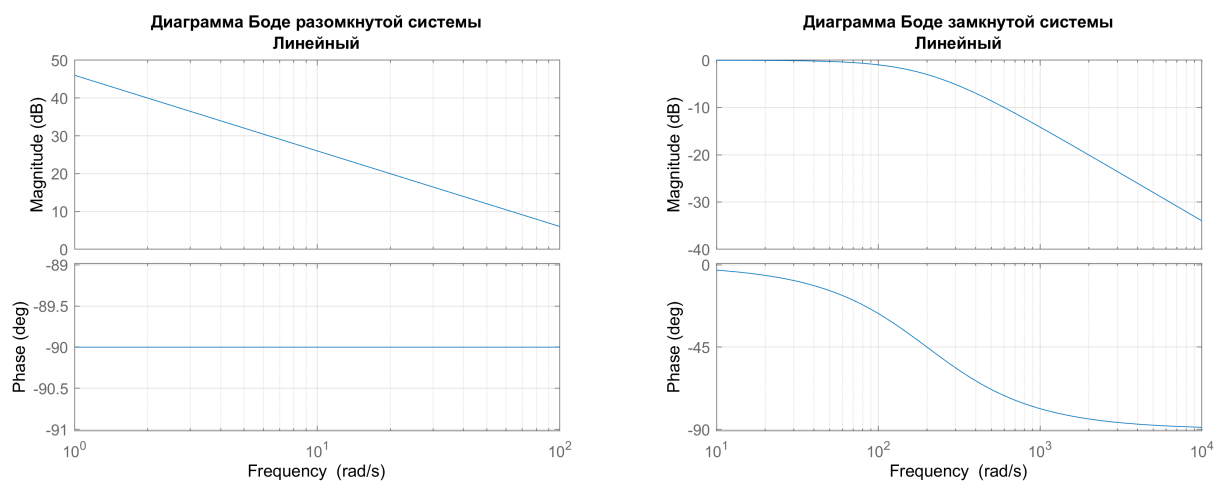 Диаграмма Боде разомкнутой системы
Линейный
50
40
30
20
10
0
Magnitude (dB)
-89
-89.5
-90
-90.5
-91
Phase (deg)
10^0
10^1
10^2
Frequency (rad/s)
Диаграмма Боде замкнутой системы
Линейный
0
-10
-20
-30
-40
Magnitude (dB)
0
-45
-90
Phase (deg)
10^1
10^2
10^3
10^4
Frequency (rad/s)